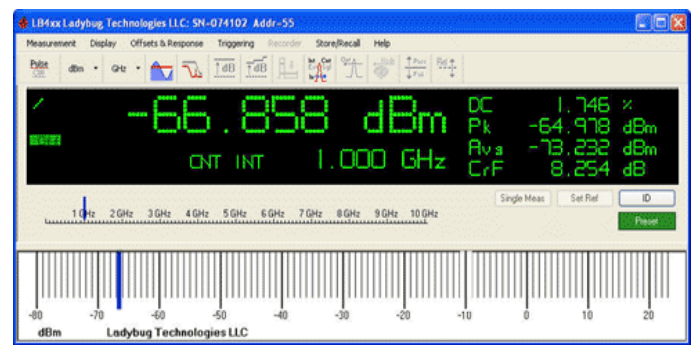 LB4xx Ladybug Technologies LLC: SN-074102 Addr-55
Measurement Display Offsets & Response Triggering Recorder Store/Recall Help
Pulse dBm GHz
-66.858 dBm DC 1.746 %
Pk -64.978 dBm
Avg -73.232 dBm
CNT INT 1.000 GHz CrF 8.254 dB
Single Meas Set Ref ID
1 GHz 2 GHz 3 GHz 4 GHz 5 GHz 6 GHz 7 GHz 8 GHz 9 GHz 10 GHz
Preset
-80 -70 -60 -50 -40 -30 -20 -10 0 10 20
dBm Ladybug Technologies LLC